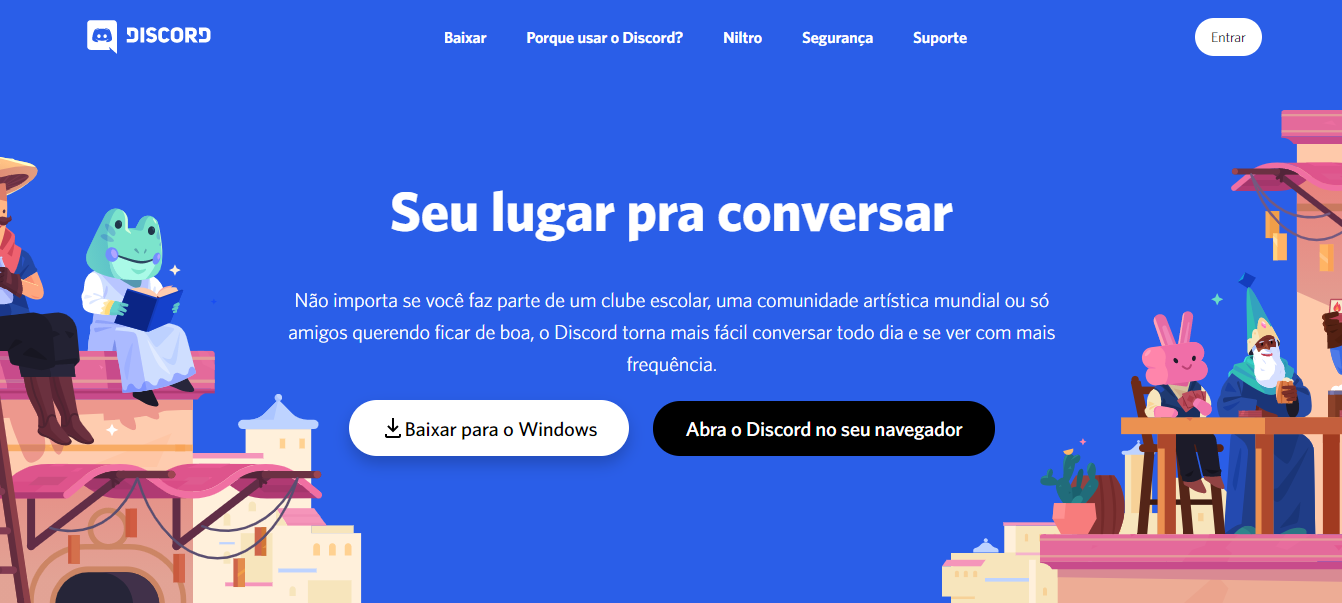 DISCORD
Baixar
Porque usar o Discord?
Niltro
Segurança
Suporte
Entrar
Seu lugar pra conversar
Não importa se você faz parte de um clube escolar, uma comunidade artística mundial ou só
amigos querendo ficar de boa, o Discord torna mais fácil conversar todo dia e se ver com mais
frequência.
Baixar para o Windows
Abra o Discord no seu navegador